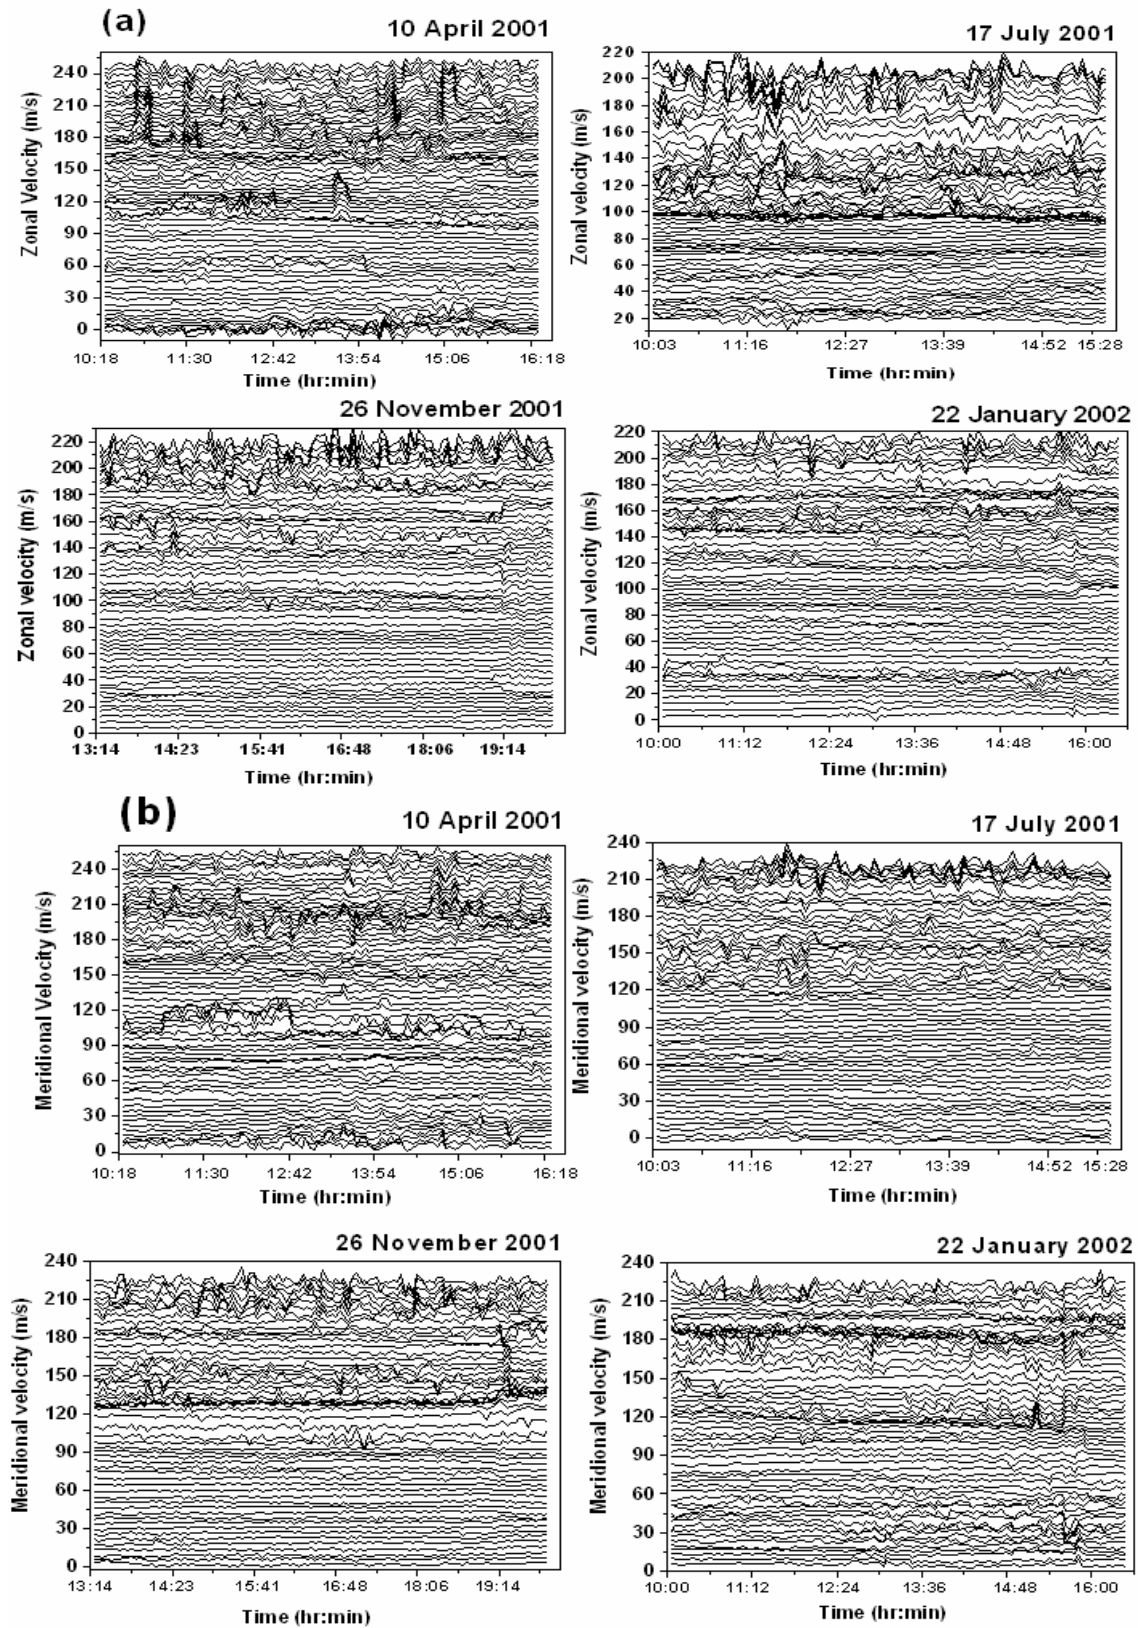 (a)
10 April 2001
17 July 2001
Zonal Velocity (m/s)
240
210
180
150
120
90
60
30
0
10:18 11:30 12:42 13:54 15:06 16:18
Time (hr:min)
Zonal velocity (m/s)
220
200
180
160
140
120
100
80
60
40
20
10:03 11:16 12:27 13:39 14:52 15:28
Time (hr:min)
26 November 2001
22 January 2002
Zonal velocity (m/s)
220
200
180
160
140
120
100
80
60
40
20
0
13:14 14:23 15:41 16:48 18:06 19:14
Time (hr:min)
Zonal velocity (m/s)
220
200
180
160
140
120
100
80
60
40
20
0
10:00 11:12 12:24 13:36 14:48 16:00
Time (hr:min)
(b)
10 April 2001
17 July 2001
Meridional Velocity (m/s)
240
210
180
150
120
90
60
30
0
10:18 11:30 12:42 13:54 15:06 16:18
Time (hr:min)
Meridional velocity (m/s)
240
210
180
150
120
90
60
30
0
10:03 11:16 12:27 13:39 14:52 15:28
Time (hr:min)
26 November 2001
22 January 2002
Meridional velocity (m/s)
240
210
180
150
120
90
60
30
0
13:14 14:23 15:41 16:48 18:06 19:14
Time (hr:min)
Meridional velocity (m/s)
240
210
180
150
120
90
60
30
0
10:00 11:12 12:24 13:36 14:48 16:00
Time (hr:min)